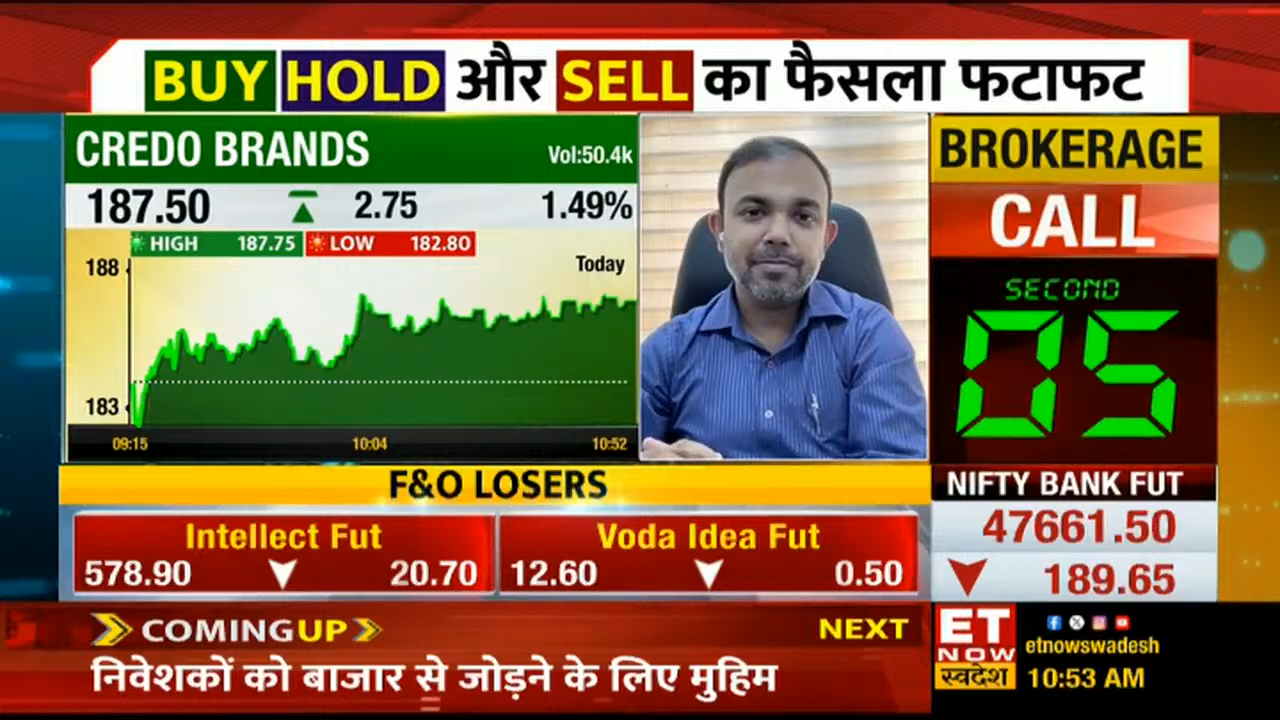 BUY HOLD और SELL का फैसला फटाफट
CREDO BRANDS Vol:50.4k
187.50 2.75 1.49%
HIGH 187.75 LOW 182.80
Today
188
183
09:15 10:04 10:52
BROKERAGE
CALL
SECOND
05
F&O LOSERS
Intellect Fut
578.90 20.70
Voda Idea Fut
12.60 0.50
NIFTY BANK FUT
47661.50
189.65
COMING UP NEXT
निवेशकों को बाजार से जोड़ने के लिए मुहिम
ET
NOW
स्वदेश
etnowswadesh
10:53 AM